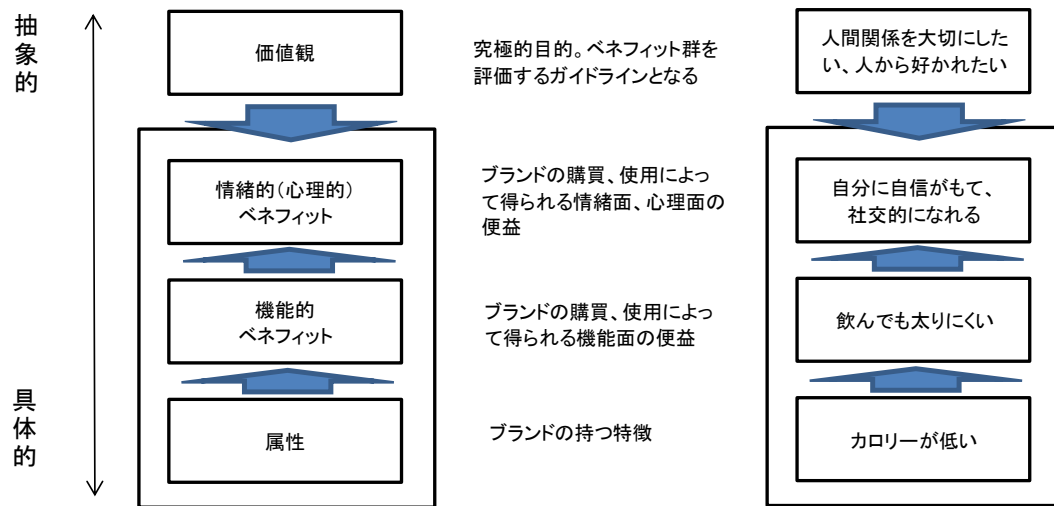 抽象的
価値観
究極的目的。ベネフィット群を
評価するガイドラインとなる
人間関係を大切にした
い、人から好かれたい
情緒的(心理的)
ベネフィット
ブランドの購買、使用によっ
て得られる情緒面、心理面の
便益
自分に自信がもて、
社交的になれる
機能的
ベネフィット
ブランドの購買、使用によっ
て得られる機能面の便益
飲んでも太りにくい
具体的
属性
ブランドの持つ特徴
カロリーが低い